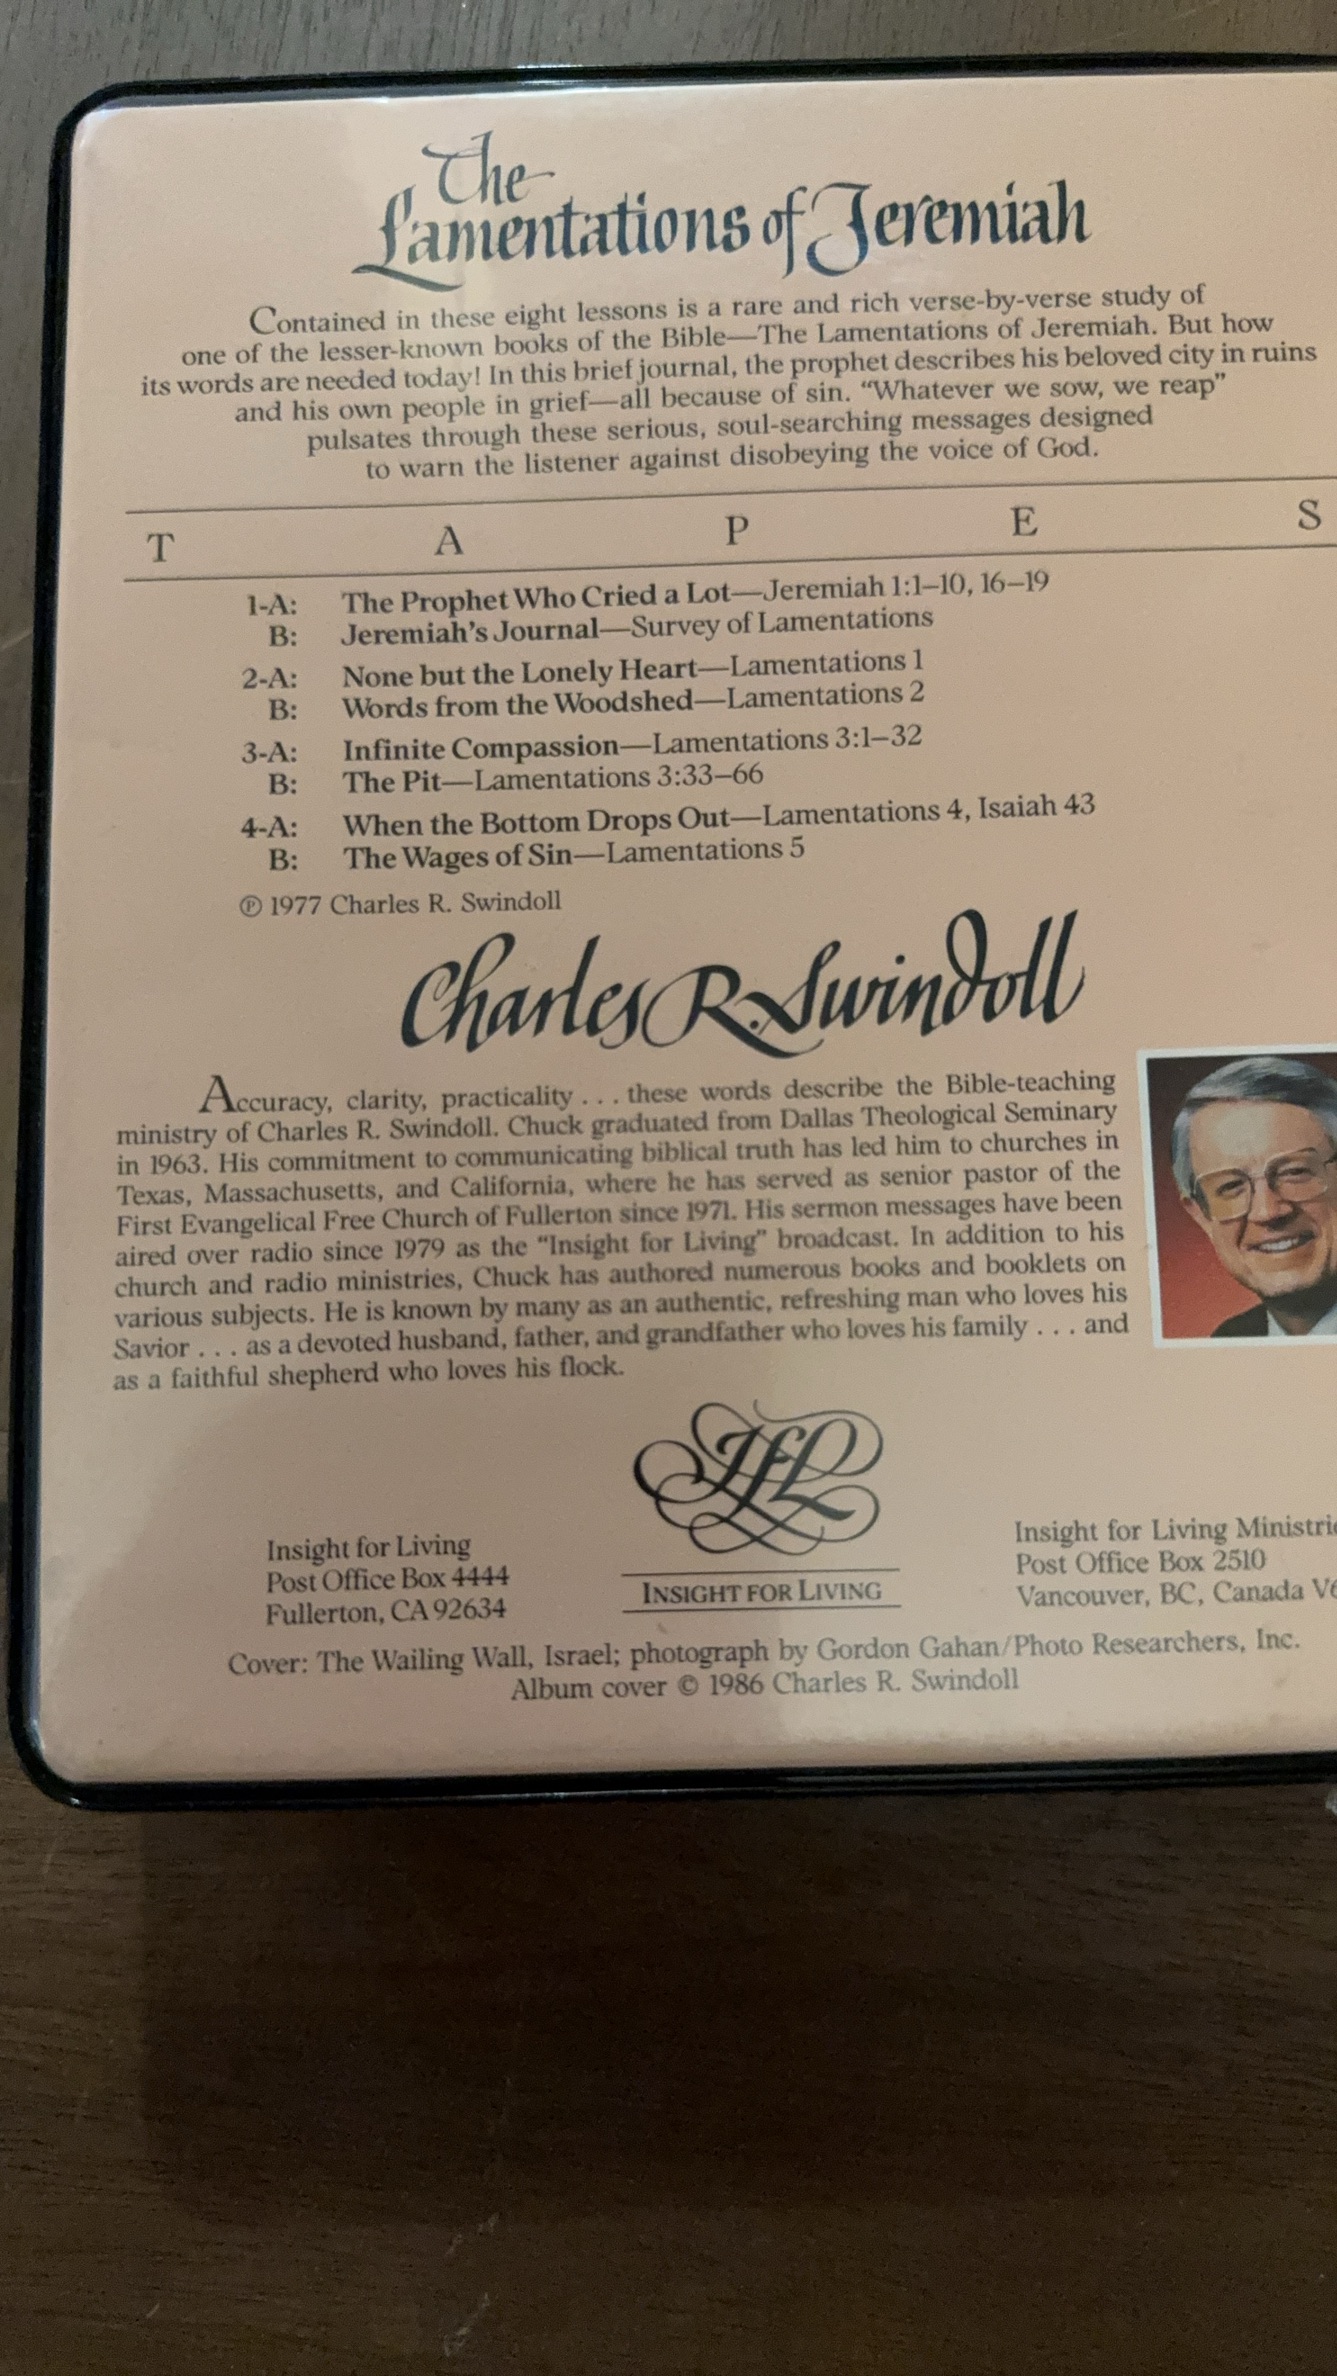 The
Lamentations of Jeremiah
Contained in these eight lessons is a rare and rich verse-by-verse study of
one of the lesser-known books of the Bible—The Lamentations of Jeremiah. But how
its words are needed today! In this brief journal, the prophet describes his beloved city in ruins
and his own people in grief—all because of sin. “Whatever we sow, we reap”
pulsates through these serious, soul-searching messages designed
to warn the listener against disobeying the voice of God.
T A P E S
1-A: The Prophet Who Cried a Lot—Jeremiah 1:1–10, 16–19
B: Jeremiah's Journal—Survey of Lamentations
2-A: None but the Lonely Heart—Lamentations 1
B: Words from the Woodshed—Lamentations 2
3-A: Infinite Compassion—Lamentations 3:1–32
B: The Pit—Lamentations 3:33–66
4-A: When the Bottom Drops Out—Lamentations 4, Isaiah 43
B: The Wages of Sin—Lamentations 5
℗ 1977 Charles R. Swindoll
Charles R. Swindoll
Accuracy, clarity, practicality . . . these words describe the Bible-teaching
ministry of Charles R. Swindoll. Chuck graduated from Dallas Theological Seminary
in 1963. His commitment to communicating biblical truth has led him to churches in
Texas, Massachusetts, and California, where he has served as senior pastor of the
First Evangelical Free Church of Fullerton since 1971. His sermon messages have been
aired over radio since 1979 as the “Insight for Living” broadcast. In addition to his
church and radio ministries, Chuck has authored numerous books and booklets on
various subjects. He is known by many as an authentic, refreshing man who loves his
Savior . . . as a devoted husband, father, and grandfather who loves his family . . . and
as a faithful shepherd who loves his flock.
IFL
INSIGHT FOR LIVING
Insight for Living
Post Office Box 4444
Fullerton, CA 92634
Insight for Living
Post Office Box 2510
Vancouver, BC, Canada
Cover: The Wailing Wall, Israel; photograph by Gordon Gahan/Photo Researchers, Inc.
Album cover © 1986 Charles R. Swindoll